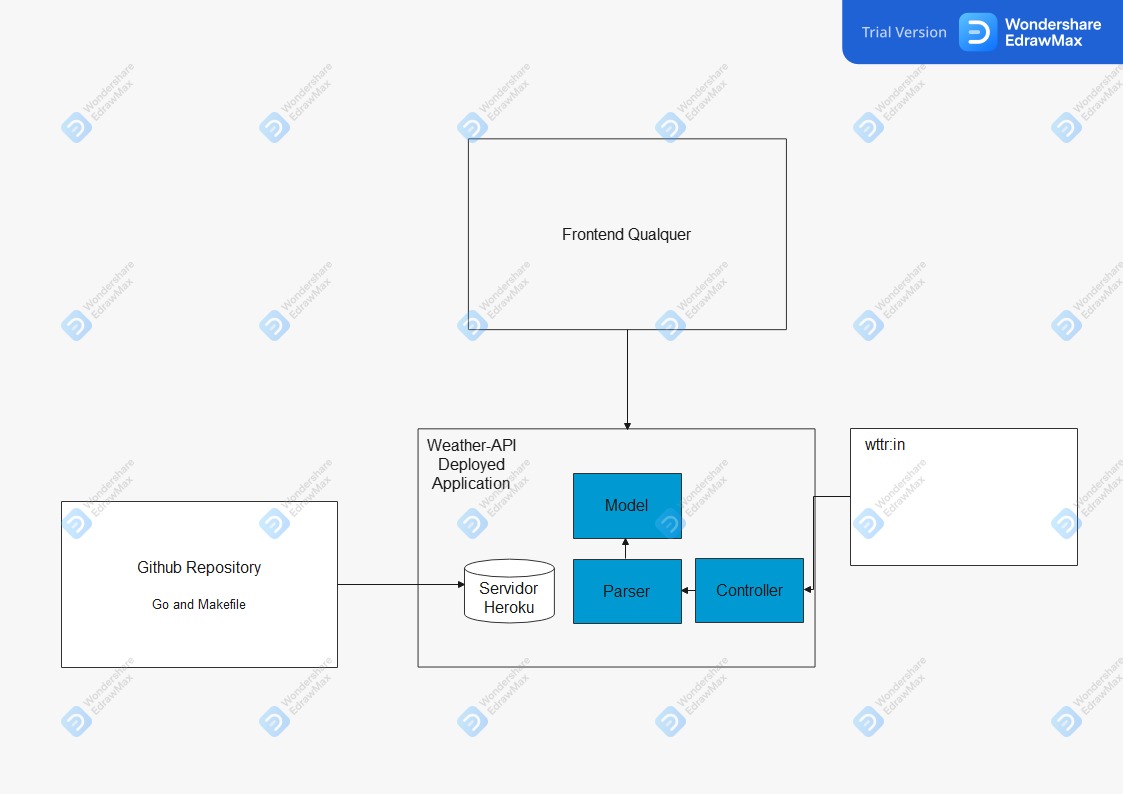 Trial Version
Wondershare
EdrawMax
Frontend Qualquer
Weather-API
Deployed
Application
wttr:in
Model
Github Repository
Go and Makefile
Servidor
Heroku
Parser
Controller
Wondershare
EdrawMax